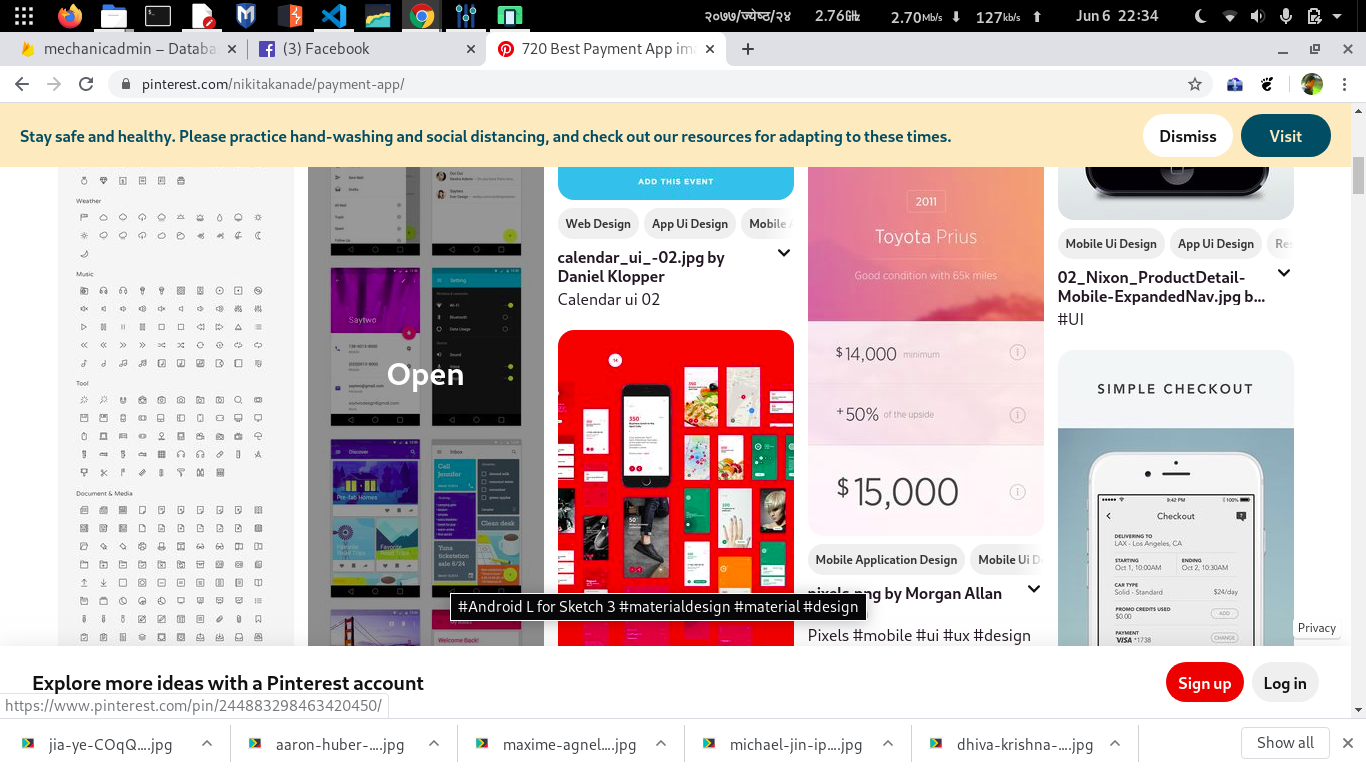 २०७७/ज्येष्ठ/२४ 2.76GHz 2.70Mb/s 127kb/s Jun 6 22:34
mechanicadmin – Databa (3) Facebook 720 Best Payment App ima
pinterest.com/nikitakanade/payment-app/
Stay safe and healthy. Please practice hand-washing and social distancing, and check out our resources for adapting to these times.
Dismiss
Visit
Weather
Music
Tool
Document & Media
Saytwo
Setting
Open
Discover
Inbox
Pre-fab Homes
Call Jennifer
Clean desk
Welcome Back!
ADD THIS EVENT
Web Design App Ui Design Mobile A
calendar_ui_-02.jpg by
Daniel Klopper
Calendar ui 02
2011
Toyota Prius
Good condition with 65k miles
$14,000 minimum
+50% of the upside
$15,000
Mobile Application Design Mobile Ui D
pixels.png by Morgan Allan
Pixels #mobile #ui #ux #design
Mobile Ui Design App Ui Design Res
02_Nixon_ProductDetail-
Mobile-ExpandedNav.jpg b...
#UI
SIMPLE CHECKOUT
9:42 PM 100%
Checkout
DELIVERING TO
LAX - Los Angeles, CA
STARTING ENDING
Oct 1, 10:00AM Oct 2, 10:30AM
CAR TYPE
Solid - Standard $24/day
PROMO CREDITS USED
$0.00 ADD
PAYMENT
VISA *1738 CHANGE
#Android L for Sketch 3 #materialdesign #material #design
Privacy
Explore more ideas with a Pinterest account
Sign up
Log in
https://www.pinterest.com/pin/244883298463420450/
jia-ye-COqQ....jpg aaron-huber-....jpg maxime-agnel....jpg michael-jin-ip....jpg dhiva-krishna-....jpg Show all